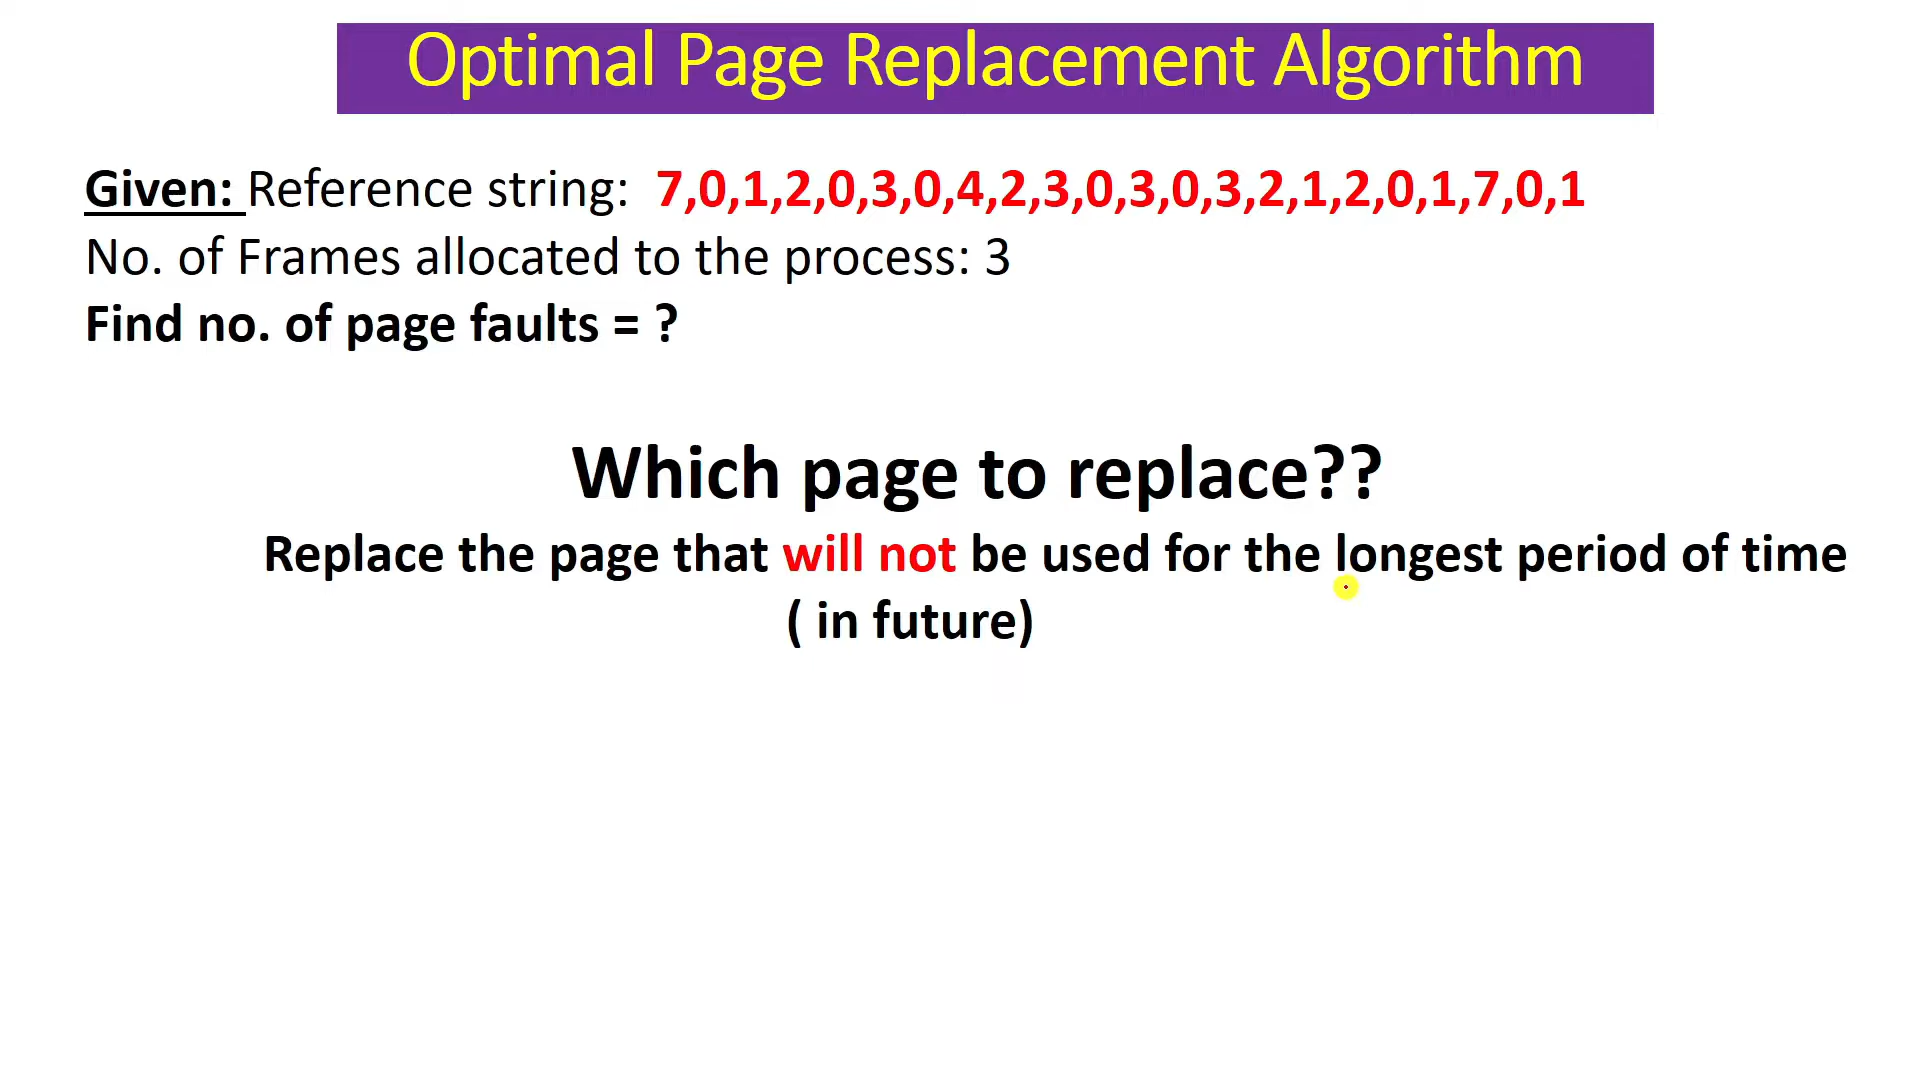 Optimal Page Replacement Algorithm
Given: Reference string: 7,0,1,2,0,3,0,4,2,3,0,3,0,3,2,1,2,0,1,7,0,1
No. of Frames allocated to the process: 3
Find no. of page faults = ?
Which page to replace??
Replace the page that will not be used for the longest period of time
( in future)